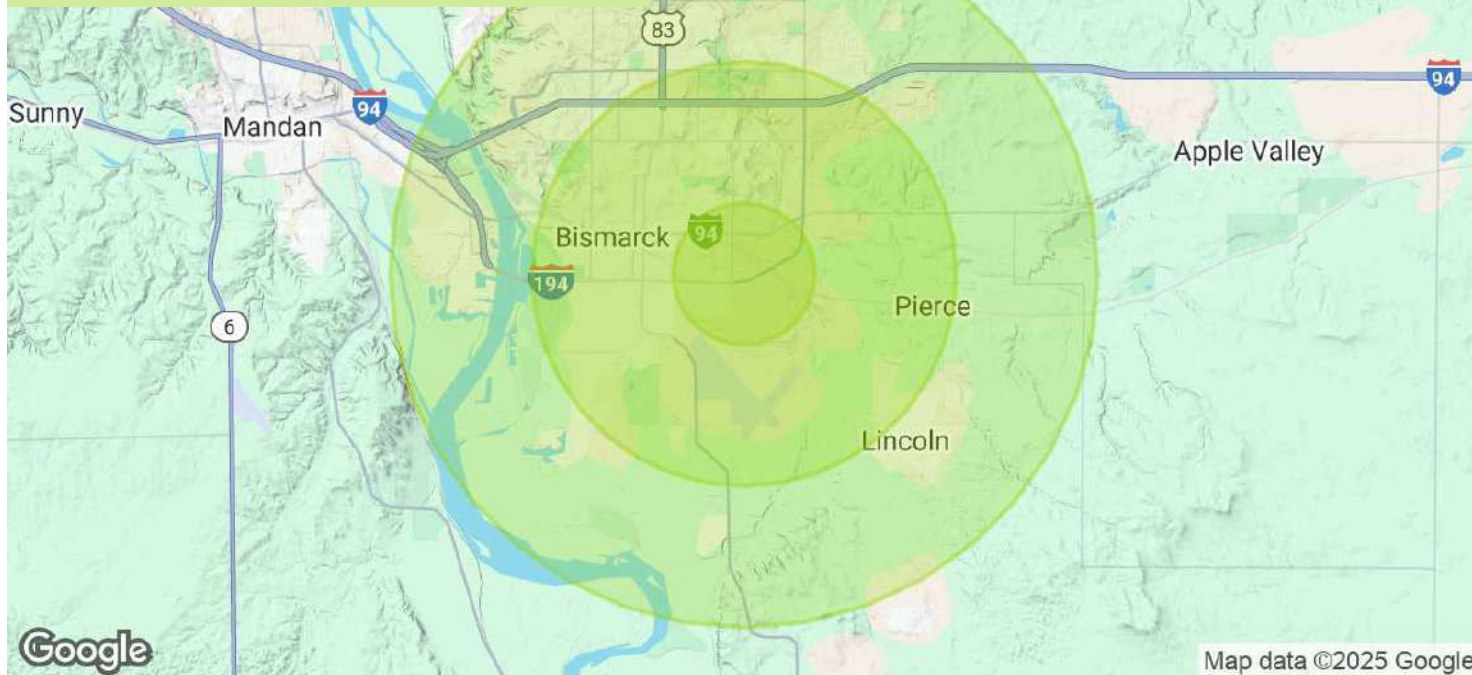 83
94
94
Sunny
Mandan
Apple Valley
Bismarck
94
194
Pierce
6
Lincoln
Google
Map data ©2025 Google